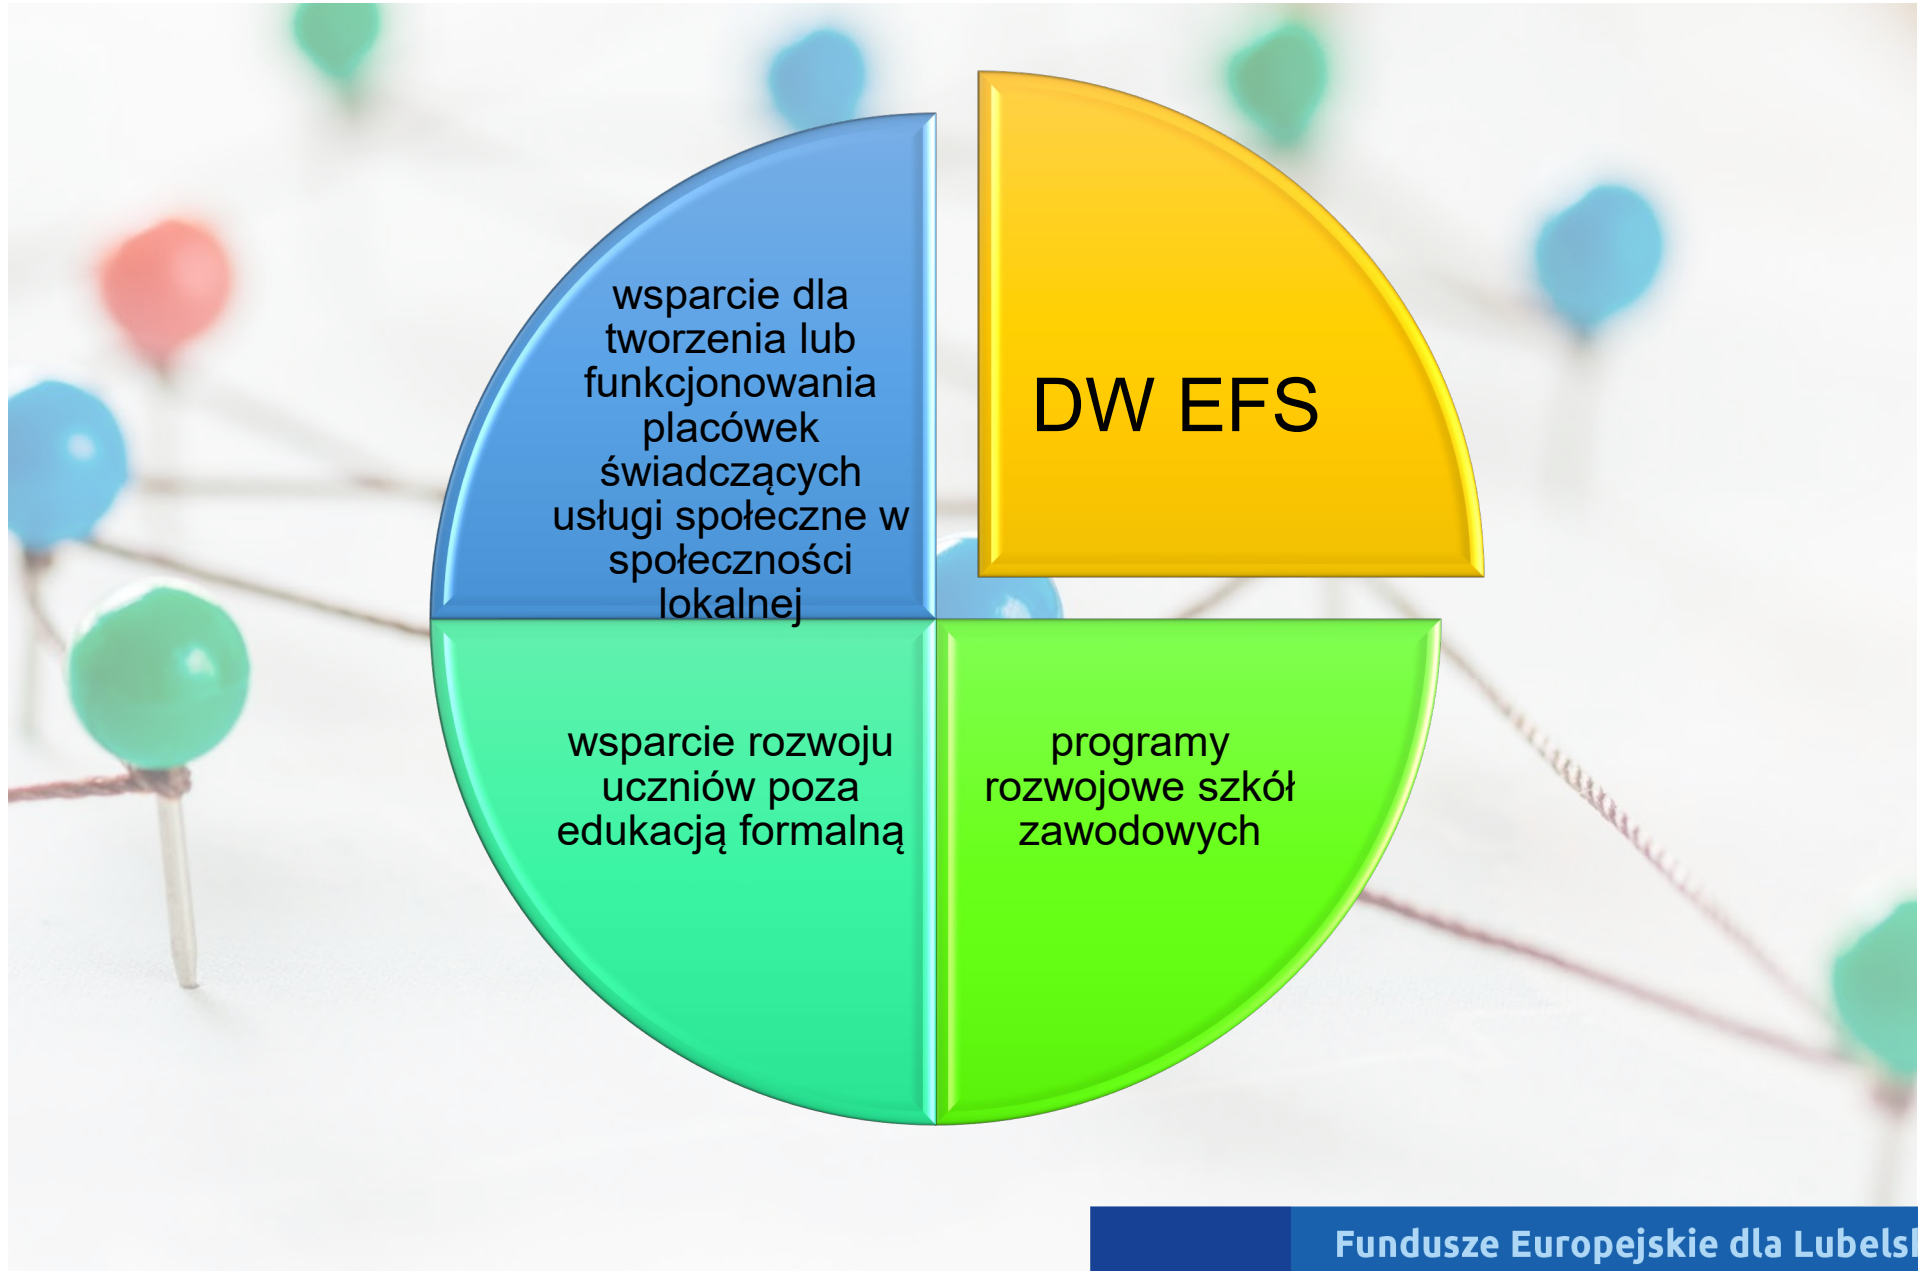 wsparcie dla
tworzenia lub
funkcjonowania
placówek
świadczących
usługi społeczne w
społeczności
lokalnej
DW EFS
wsparcie rozwoju
uczniów poza
edukacją formalną
programy
rozwojowe szkół
zawodowych
Fundusze Europejskie dla